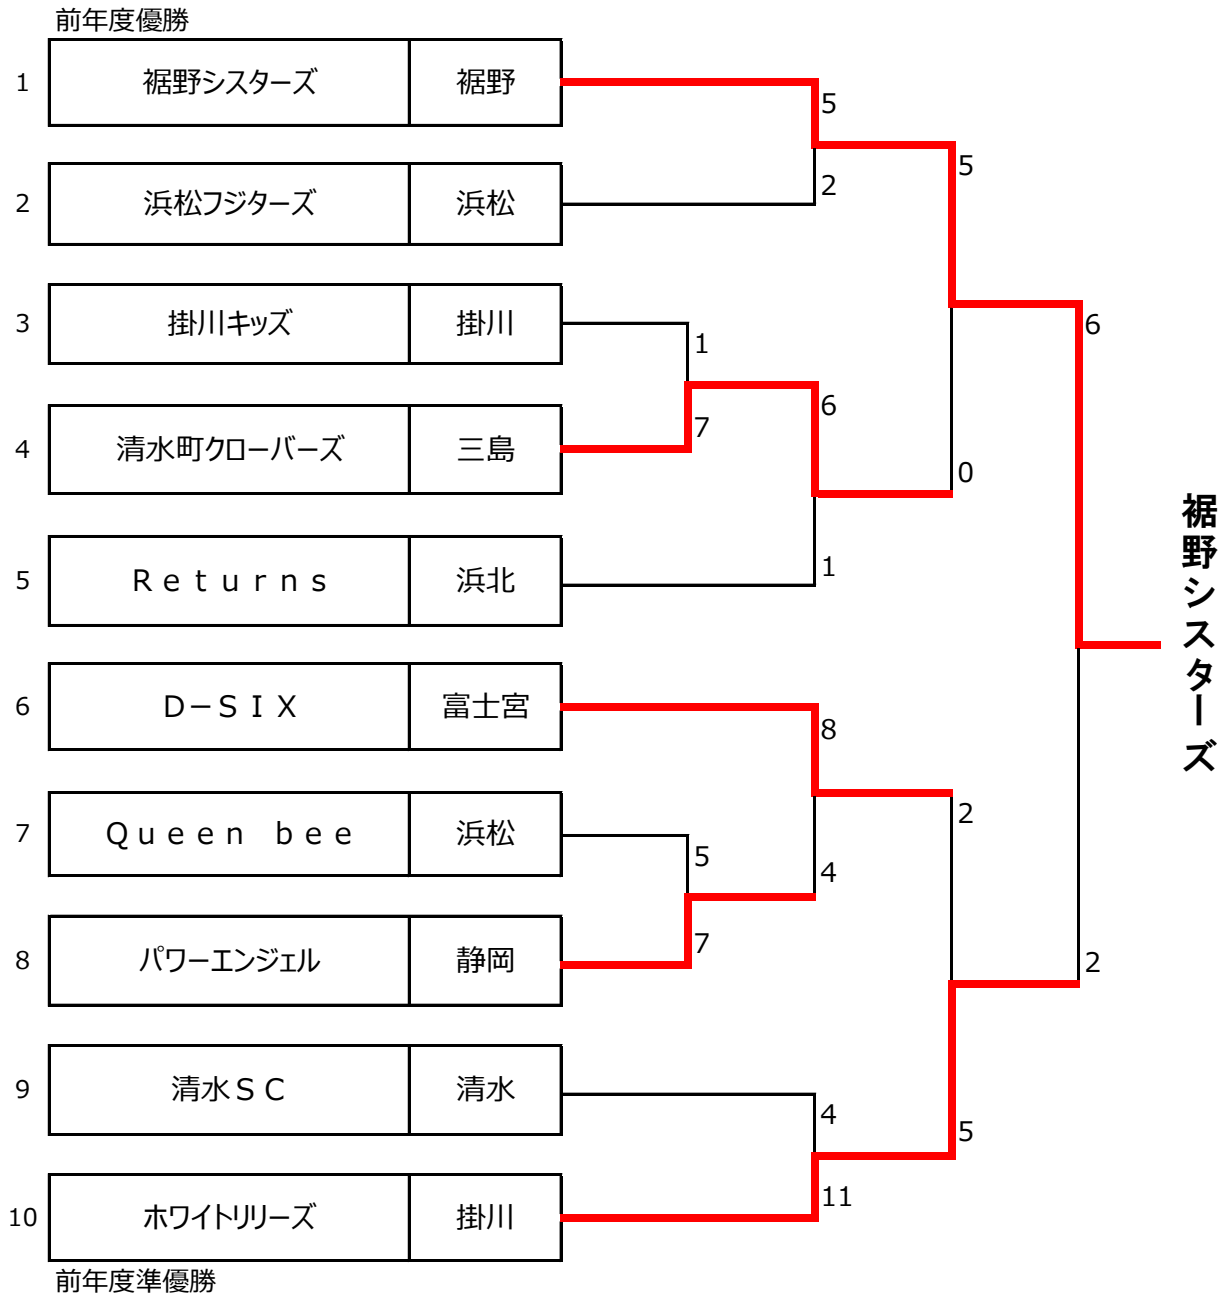 前年度優勝
1 裾野シスターズ 裾野
5
5
2 浜松フジターズ 浜松
2
3 掛川キッズ 掛川
1
6
6
4 清水町クローバーズ 三島
7
0
裾野シスターズ
5 Ｒｅｔｕｒｎｓ 浜北
1
6 Ｄ－ＳＩＸ 富士宮
8
2
7 Ｑｕｅｅｎ　ｂｅｅ 浜松
5
4
8 パワーエンジェル 静岡
7
2
9 清水ＳＣ 清水
4
5
10 ホワイトリリーズ 掛川
11
前年度準優勝